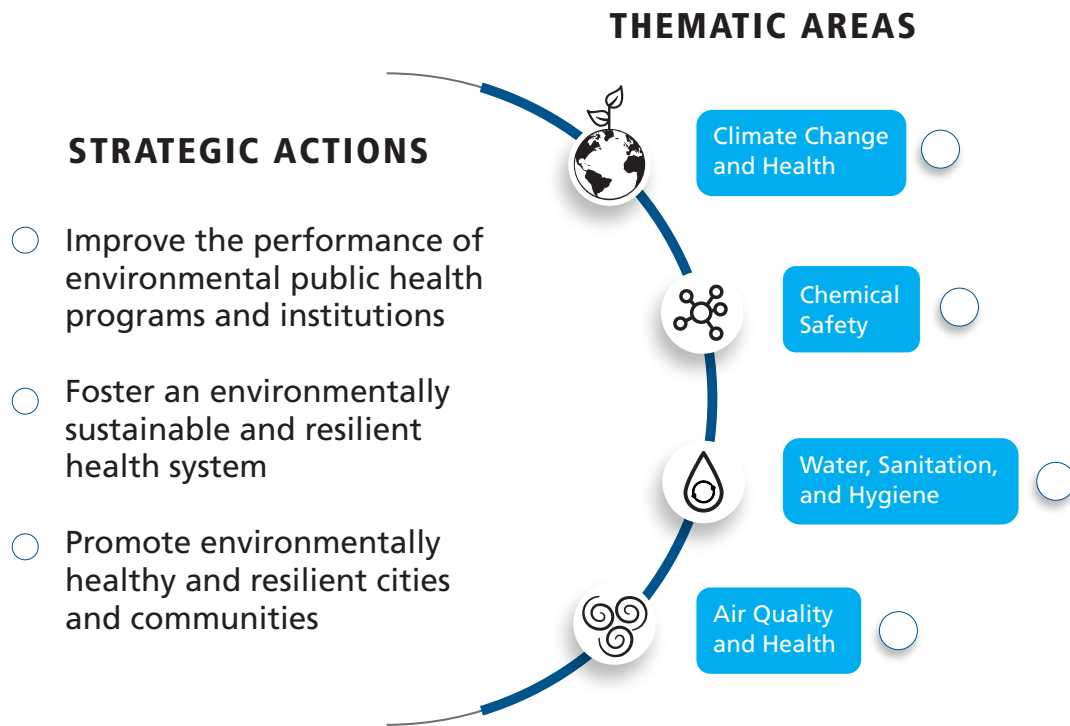 THEMATIC AREAS
STRATEGIC ACTIONS
Improve the performance of
environmental public health
programs and institutions
Foster an environmentally
sustainable and resilient
health system
Promote environmentally
healthy and resilient cities
and communities
Climate Change
and Health
Chemical
Safety
Water, Sanitation,
and Hygiene
Air Quality
and Health